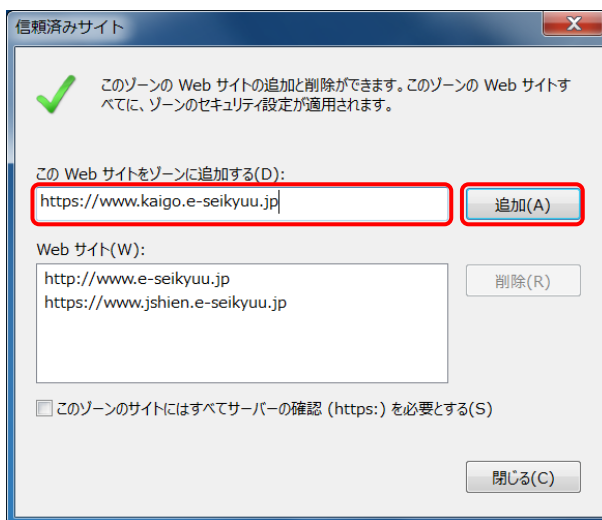 信頼済みサイト
このゾーンの Web サイトの追加と削除ができます。このゾーンの Web サイトす
べてに、ゾーンのセキュリティ設定が適用されます。
この Web サイトをゾーンに追加する(D):
https://www.kaigo.e-seikyuu.jp
追加(A)
Web サイト(W):
http://www.e-seikyuu.jp
削除(R)
https://www.jshien.e-seikyuu.jp
このゾーンのサイトにはすべてサーバーの確認 (https:) を必要とする(S)
閉じる(C)